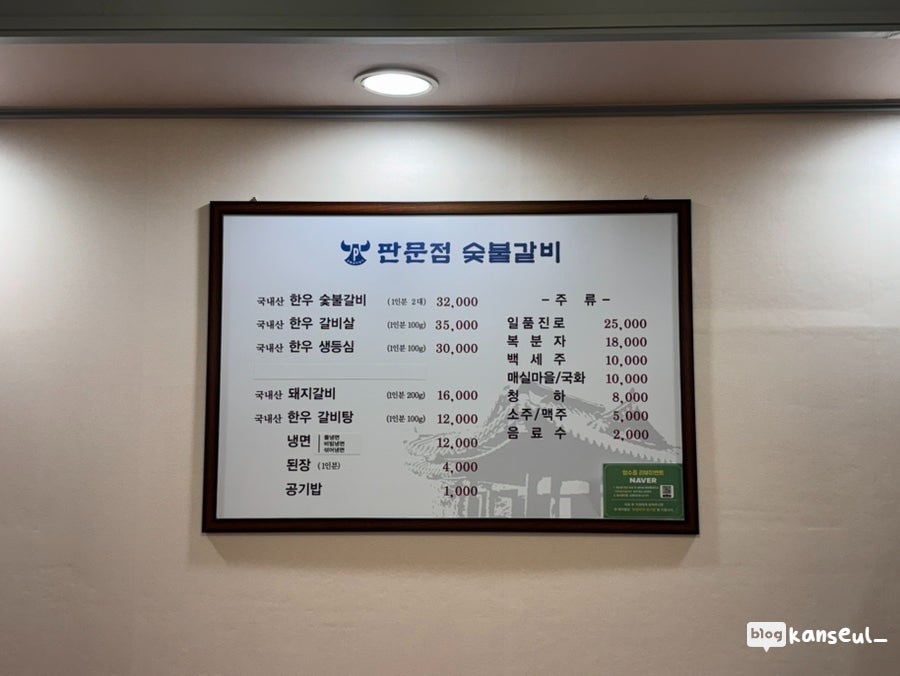 판문점 숯불갈비
국내산 한우 숯불갈비 (1인분 2대) 32,000
국내산 한우 갈비살 (1인분 100g) 35,000
국내산 한우 생등심 (1인분 100g) 30,000
국내산 돼지갈비 (1인분 200g) 16,000
국내산 한우 갈비탕 (1인분 100g) 12,000
냉면 물냉면 비빔냉면 12,000
된장 (1인분) 4,000
공기밥 1,000
- 주 류 -
일품진로 25,000
복분자 18,000
백세주 10,000
매실마을/국화 10,000
청하 8,000
소주/맥주 5,000
음료수 2,000
NAVER
blog kanseul_